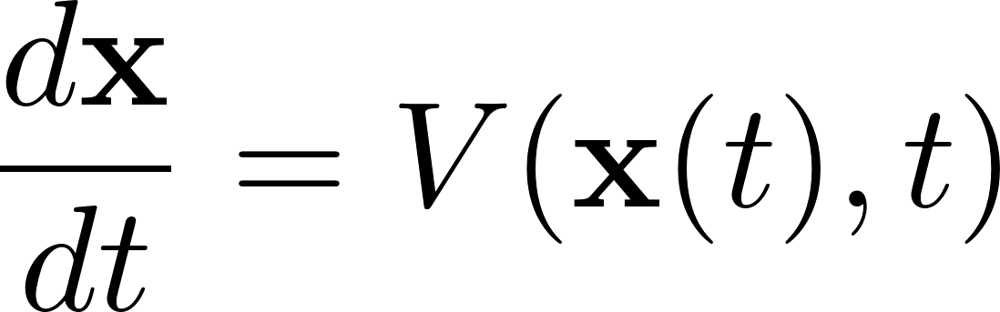 d𝐱/dt = V(𝐱(t), t)